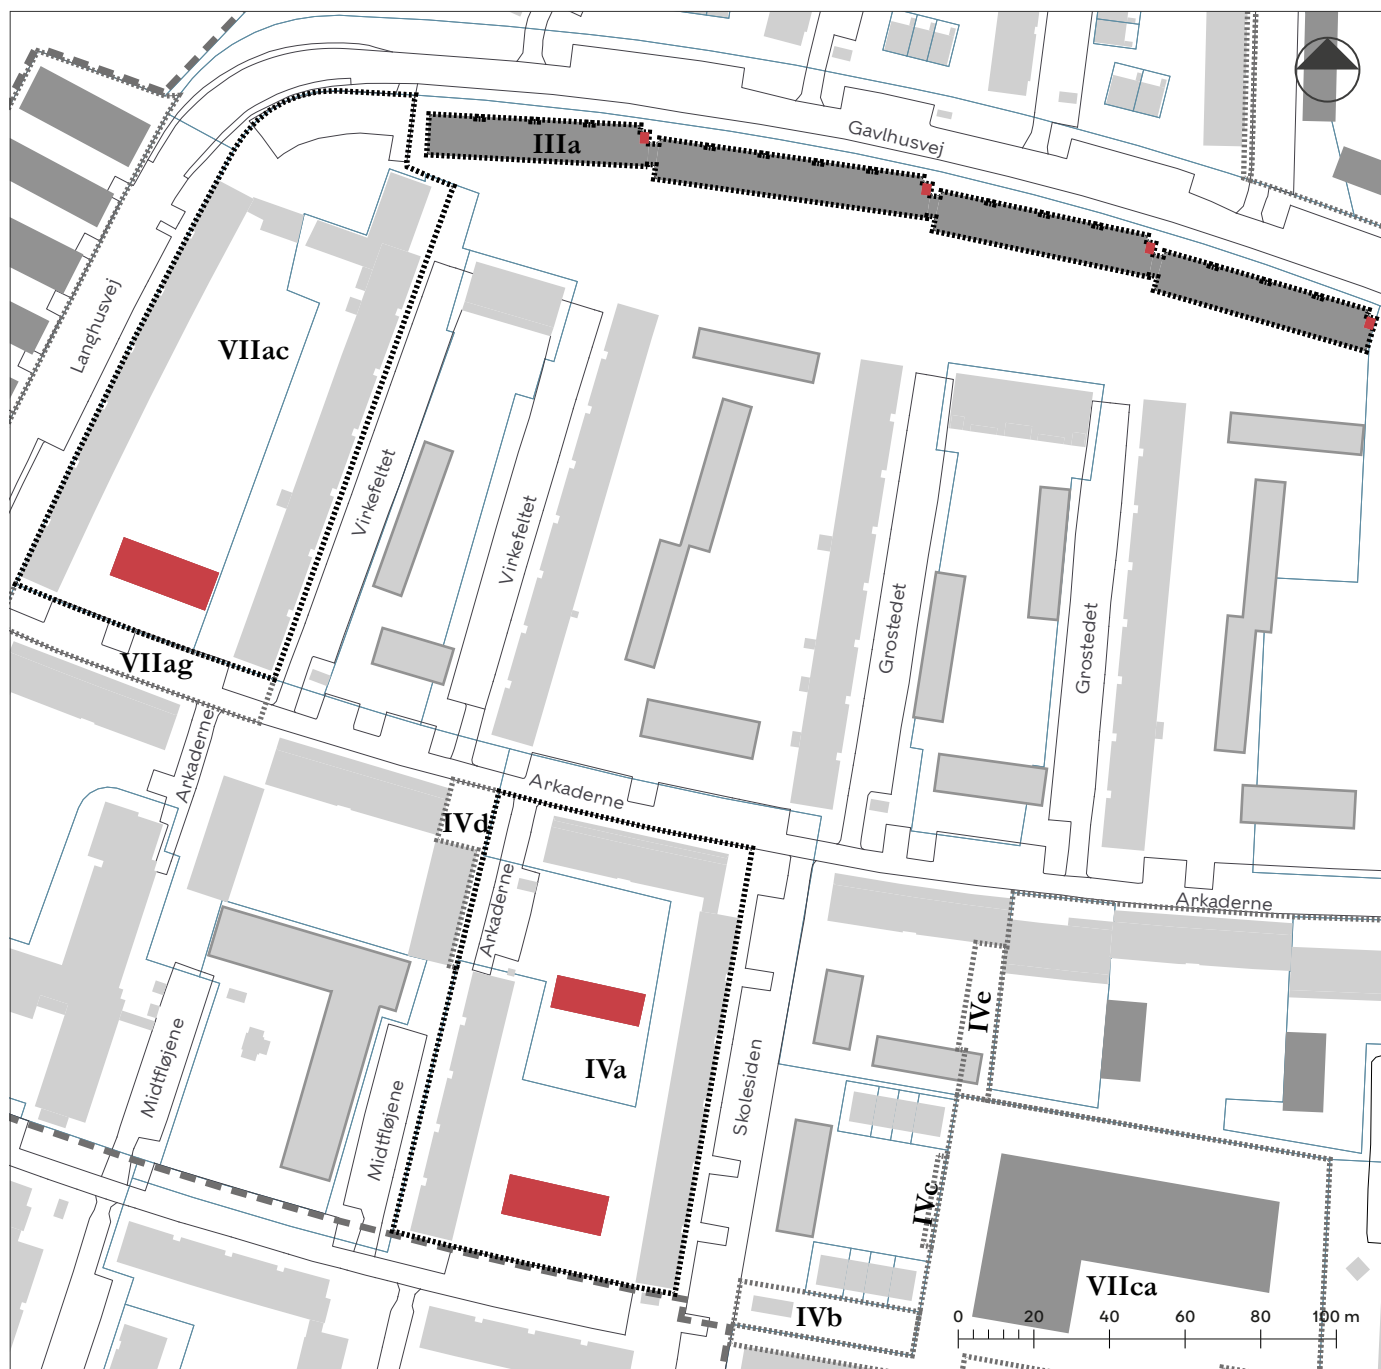 Gavlhusvej
IIIa
Langhusvej
VIIac
Virkefeltet
Virkefeltet
Grostedet
Grostedet
VIIag
Arkaderne
Arkaderne
IVd
Arkaderne
Arkaderne
IVe
IVa
Skolesiden
Midtfløjene
Midtfløjene
IVc
VIIca
IVb
0 20 40 60 80 100 m